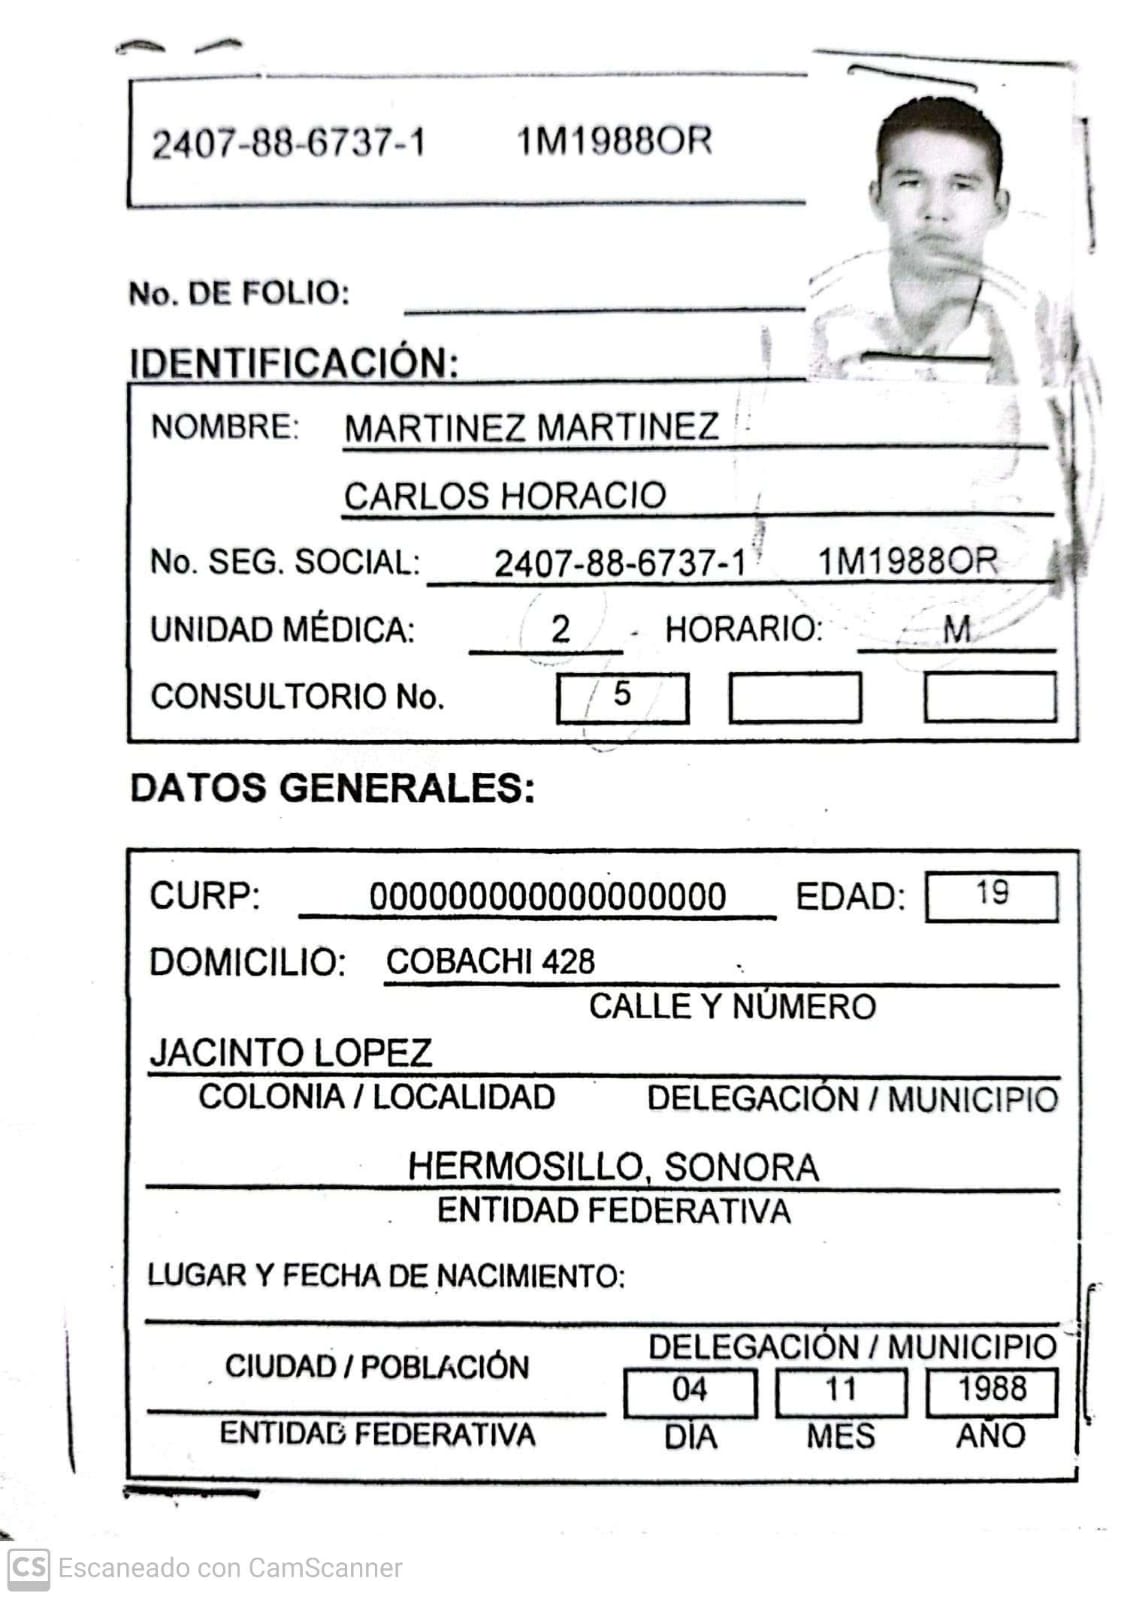 2407-88-6737-1 1M1988OR
No. DE FOLIO:
IDENTIFICACIÓN:
NOMBRE: MARTINEZ MARTINEZ
CARLOS HORACIO
No. SEG. SOCIAL: 2407-88-6737-1 1M1988OR
UNIDAD MÉDICA: 2 HORARIO: M
CONSULTORIO No. 5
DATOS GENERALES:
CURP: 000000000000000000 EDAD: 19
DOMICILIO: COBACHI 428
CALLE Y NÚMERO
JACINTO LOPEZ
COLONIA / LOCALIDAD DELEGACIÓN / MUNICIPIO
HERMOSILLO, SONORA
ENTIDAD FEDERATIVA
LUGAR Y FECHA DE NACIMIENTO:
DELEGACIÓN / MUNICIPIO
CIUDAD / POBLACIÓN
04 11 1988
ENTIDAD FEDERATIVA DÍA MES AÑO
CS Escaneado con CamScanner